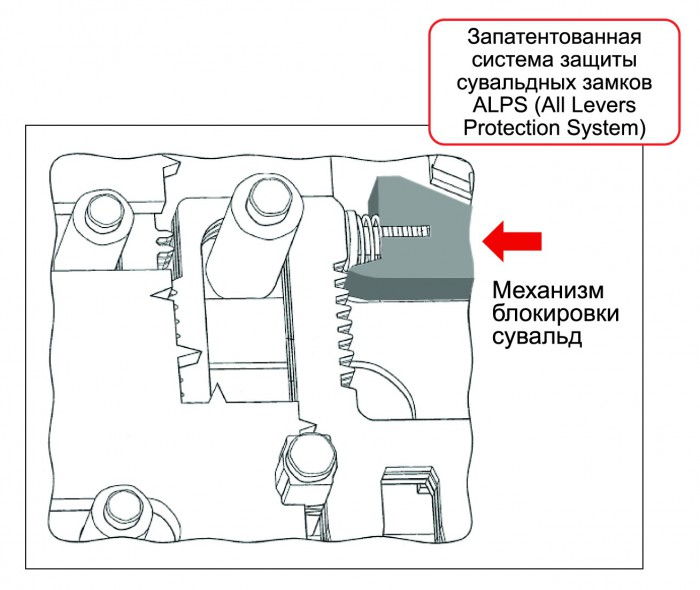 Запатентованная
система защиты
сувальдных замков
ALPS (All Levers
Protection System)
Механизм
блокировки
сувальд